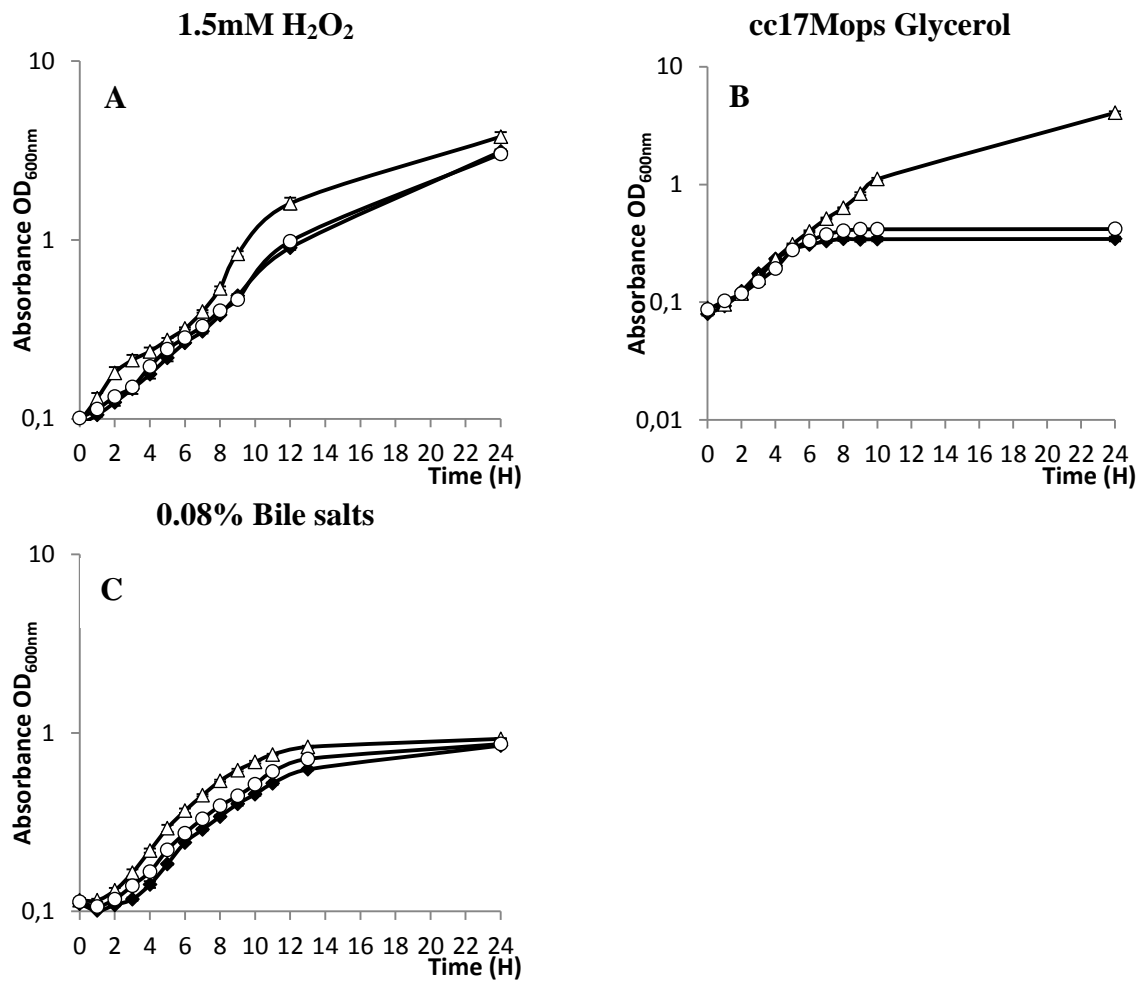 1.5mM H₂O₂
10
A
1
0,1
Absorbance OD₆₀₀ₙₘ
0 2 4 6 8 10 12 14 16 18 20 22 24
Time (H)
cc17Mops Glycerol
10
B
1
0,1
0,01
Absorbance OD₆₀₀ₙₘ
0 2 4 6 8 10 12 14 16 18 20 22 24
Time (H)
0.08% Bile salts
10
C
1
0,1
Absorbance OD₆₀₀ₙₘ
0 2 4 6 8 10 12 14 16 18 20 22 24
Time (H)